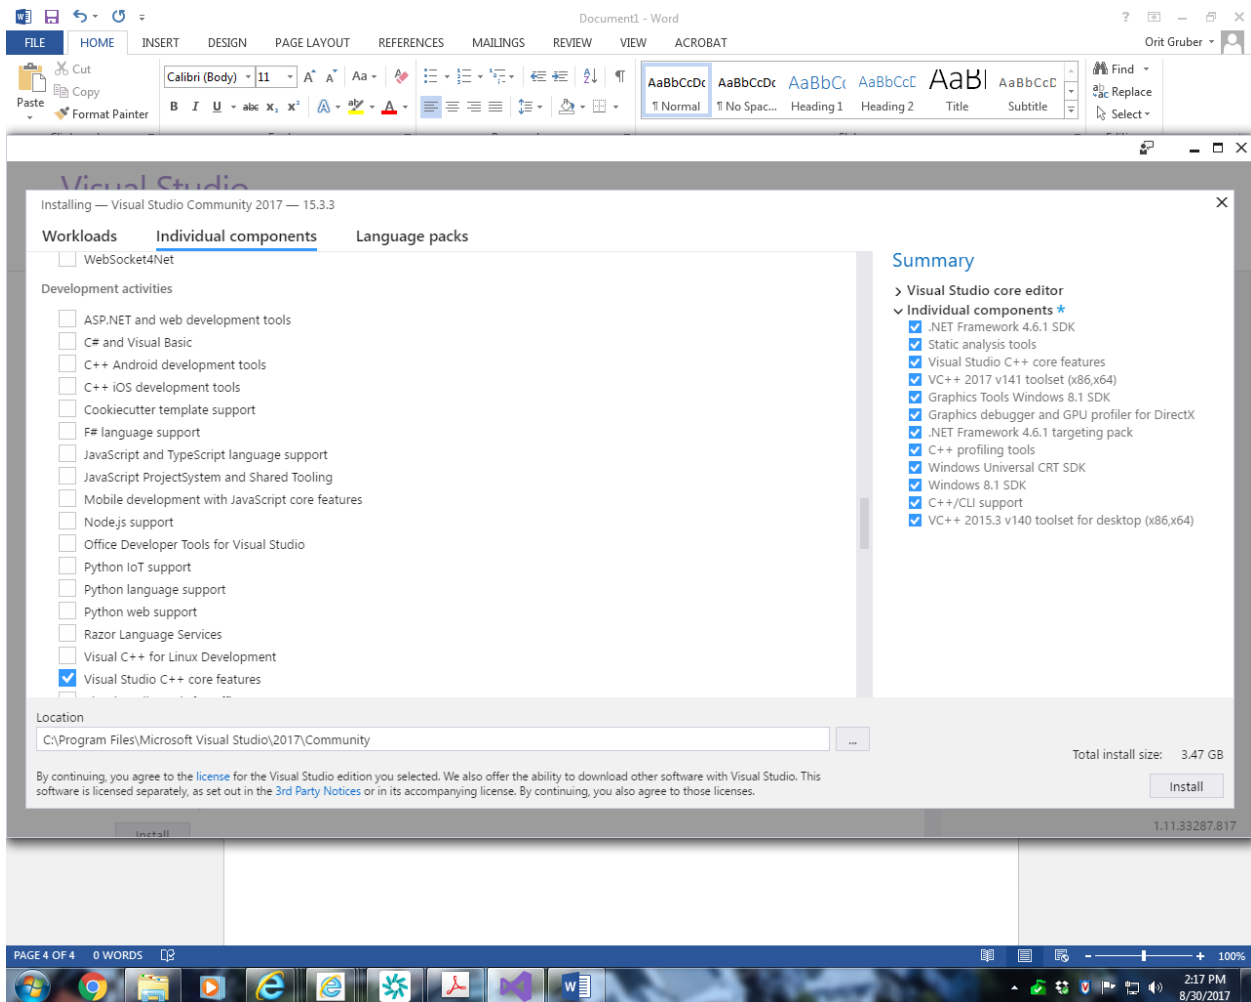 Document1 - Word
FILE HOME INSERT DESIGN PAGE LAYOUT REFERENCES MAILINGS REVIEW VIEW ACROBAT Orit Gruber
Cut
Copy
Paste
Format Painter
Calibri (Body) 11
AaBbCcDc AaBbCcDc AaBbCc AaBbCcD AaBl AaBbCcD
¶ Normal ¶ No Spac... Heading 1 Heading 2 Title Subtitle
Find
Replace
Select
Visual Studio
Installing — Visual Studio Community 2017 — 15.3.3
Workloads Individual components Language packs
WebSocket4Net
Development activities
ASP.NET and web development tools
C# and Visual Basic
C++ Android development tools
C++ iOS development tools
Cookiecutter template support
F# language support
JavaScript and TypeScript language support
JavaScript ProjectSystem and Shared Tooling
Mobile development with JavaScript core features
Node.js support
Office Developer Tools for Visual Studio
Python IoT support
Python language support
Python web support
Razor Language Services
Visual C++ for Linux Development
Visual Studio C++ core features
Summary
Visual Studio core editor
Individual components *
.NET Framework 4.6.1 SDK
Static analysis tools
Visual Studio C++ core features
VC++ 2017 v141 toolset (x86,x64)
Graphics Tools Windows 8.1 SDK
Graphics debugger and GPU profiler for DirectX
.NET Framework 4.6.1 targeting pack
C++ profiling tools
Windows Universal CRT SDK
Windows 8.1 SDK
C++/CLI support
VC++ 2015.3 v140 toolset for desktop (x86,x64)
Location
C:\Program Files\Microsoft Visual Studio\2017\Community
...
Total install size: 3.47 GB
By continuing, you agree to the license for the Visual Studio edition you selected. We also offer the ability to download other software with Visual Studio. This
software is licensed separately, as set out in the 3rd Party Notices or in its accompanying license. By continuing, you also agree to those licenses.
Install
1.11.33287.817
Install
PAGE 4 OF 4 0 WORDS
100%
2:17 PM
8/30/2017